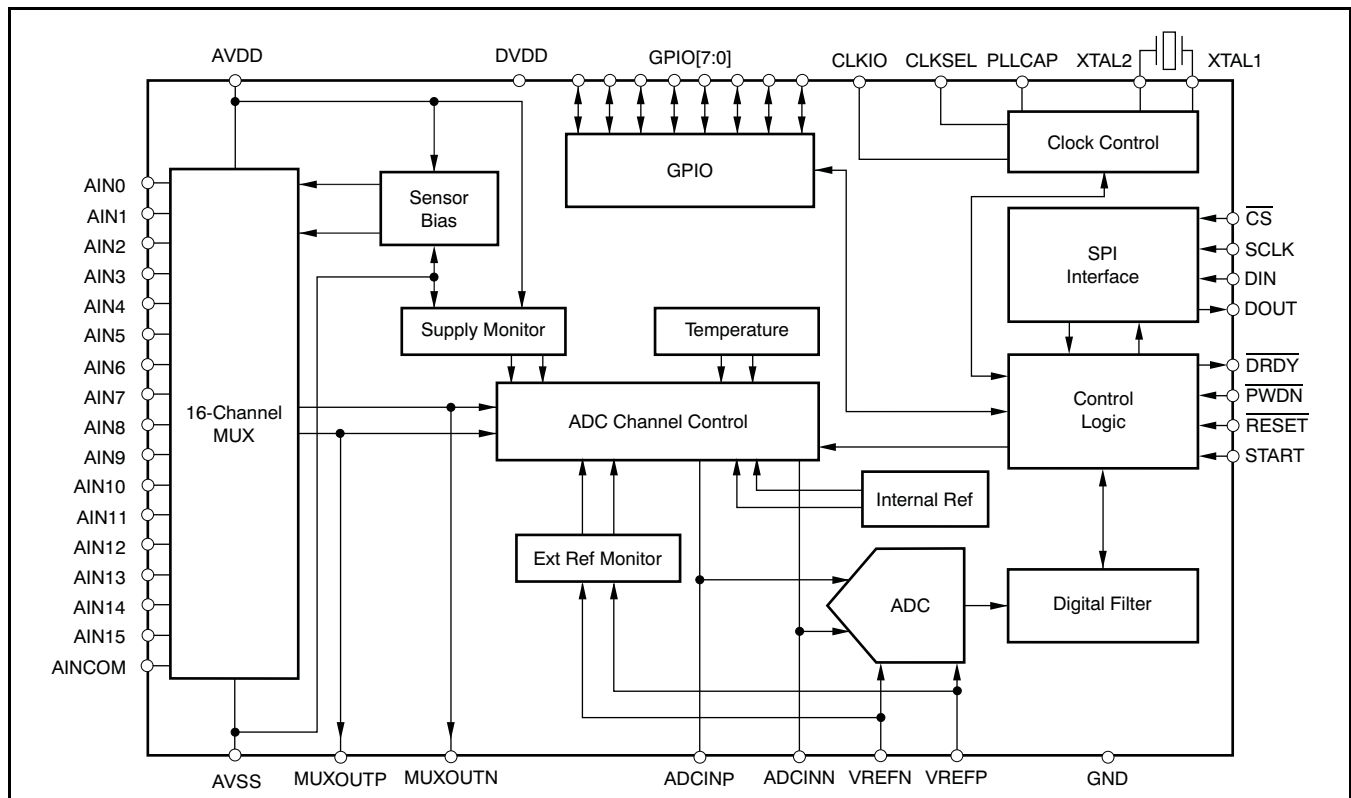 AVDD
DVDD
GPIO[7:0]
CLKIO
CLKSEL
PLLCAP
XTAL2
XTAL1
Clock Control
GPIO
AIN0
AIN1
AIN2
AIN3
AIN4
AIN5
AIN6
AIN7
AIN8
AIN9
AIN10
AIN11
AIN12
AIN13
AIN14
AIN15
AINCOM
16-Channel
MUX
Sensor
Bias
Supply Monitor
Temperature
ADC Channel Control
SPI
Interface
CS
SCLK
DIN
DOUT
Control
Logic
DRDY
PWDN
RESET
START
Internal Ref
Ext Ref Monitor
ADC
Digital Filter
AVSS
MUXOUTP
MUXOUTN
ADCINP
ADCINN
VREFN
VREFP
GND